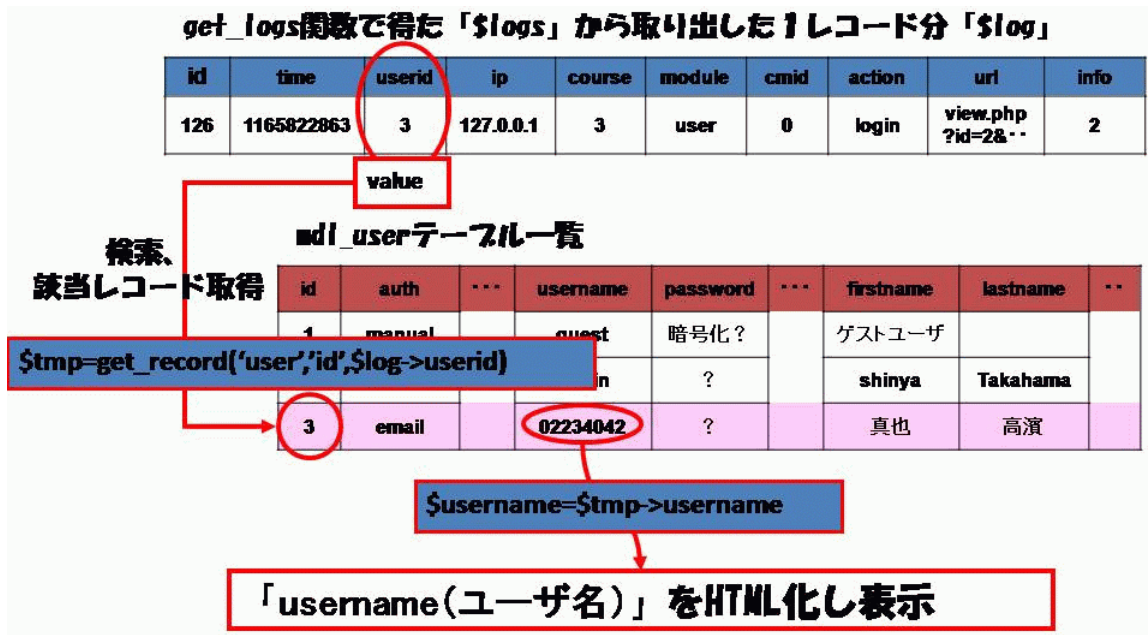 get_logs関数で得た「$logs」から取り出した1レコード分「$log」
id time userid ip course module cmid action url info
126 1165822863 3 127.0.0.1 3 user 0 login view.php ?id=2&‥ 2
value
mdl_userテーブル一覧
検索、
該当レコード取得
id auth ・・・ username password ・・・ firstname lastname ・・
1 manual guest 暗号化? ゲストユーザ
$tmp=get_record(‘user’,’id’,$log->userid)
? shinya Takahama
3 email 02234042 ? 真也 高濱
$username=$tmp->username
「username(ユーザ名)」をHTML化し表示